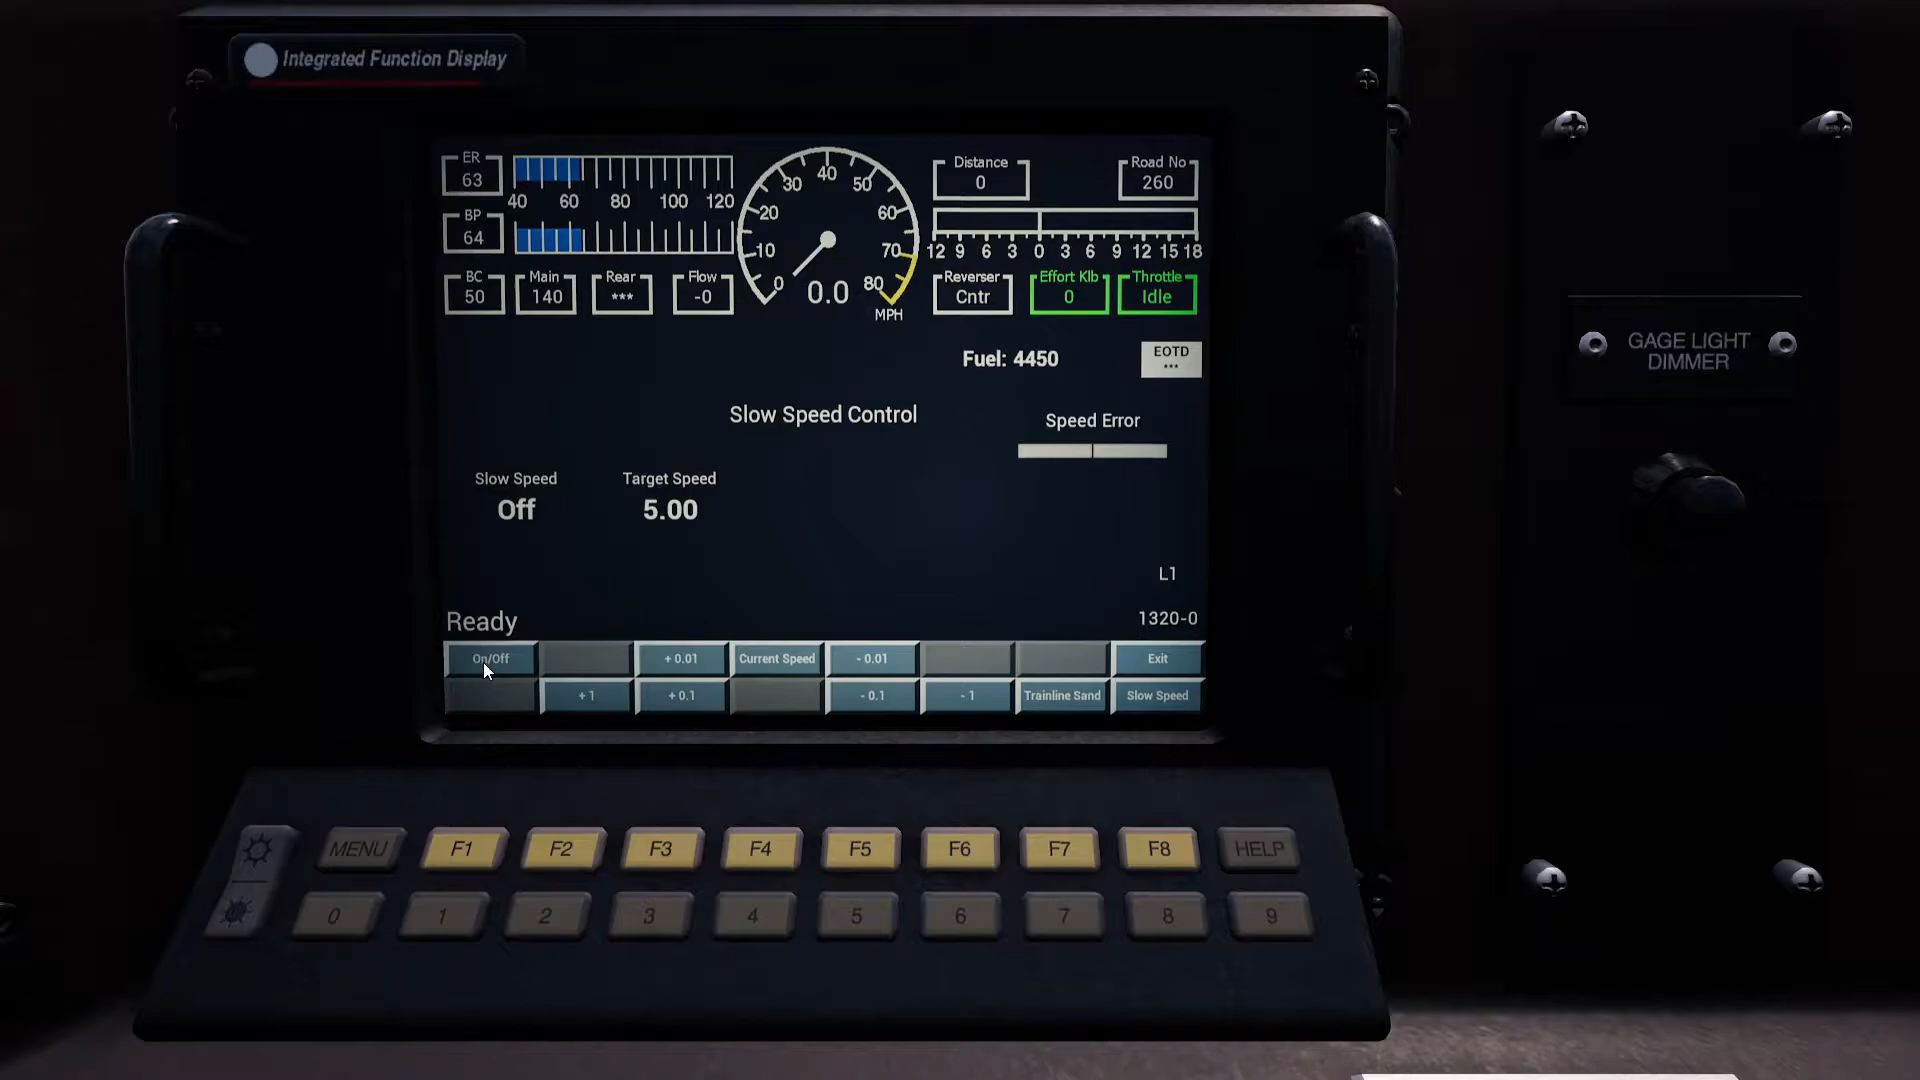 Integrated Function Display
ER
63
40 60 80 100 120
BP
64
BC
50
Main
140
Rear
***
Flow
-0
0 10 20 30 40 50 60 70 80
0.0
MPH
Distance
0
Road No
260
12 9 6 3 0 3 6 9 12 15 18
Reverser
Cntr
Effort Klb
0
Throttle
Idle
Fuel: 4450
EOTD
***
Slow Speed Control
Speed Error
Slow Speed
Off
Target Speed
5.00
L1
Ready
1320-0
On/Off + 0.01 Current Speed - 0.01 Exit
+ 1 + 0.1 - 0.1 - 1 Trainline Sand Slow Speed
MENU F1 F2 F3 F4 F5 F6 F7 F8 HELP
0 1 2 3 4 5 6 7 8 9
GAGE LIGHT
DIMMER